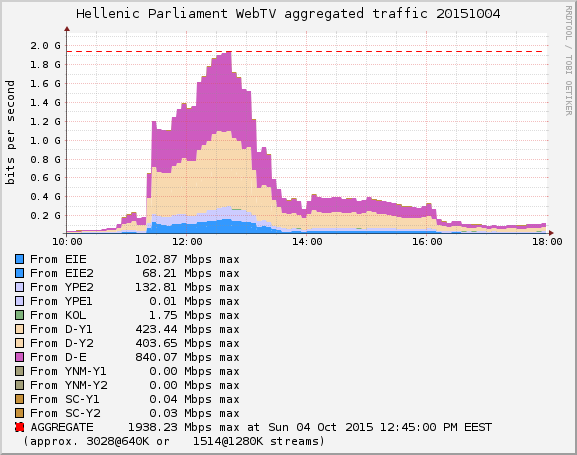 Hellenic Parliament WebTV aggregated traffic 20151004
RRDTOOL / TOBI OETIKER
bits per second
2.0 G
1.8 G
1.6 G
1.4 G
1.2 G
1.0 G
0.8 G
0.6 G
0.4 G
0.2 G
10:00 12:00 14:00 16:00 18:00
From EIE 102.87 Mbps max
From EIE2 68.21 Mbps max
From YPE2 132.81 Mbps max
From YPE1 0.01 Mbps max
From KOL 1.75 Mbps max
From D-Y1 423.44 Mbps max
From D-Y2 403.65 Mbps max
From D-E 840.07 Mbps max
From YNM-Y1 0.00 Mbps max
From YNM-Y2 0.00 Mbps max
From SC-Y1 0.04 Mbps max
From SC-Y2 0.03 Mbps max
AGGREGATE 1938.23 Mbps max at Sun 04 Oct 2015 12:45:00 PM EEST
(approx. 3028@640K or 1514@1280K streams)